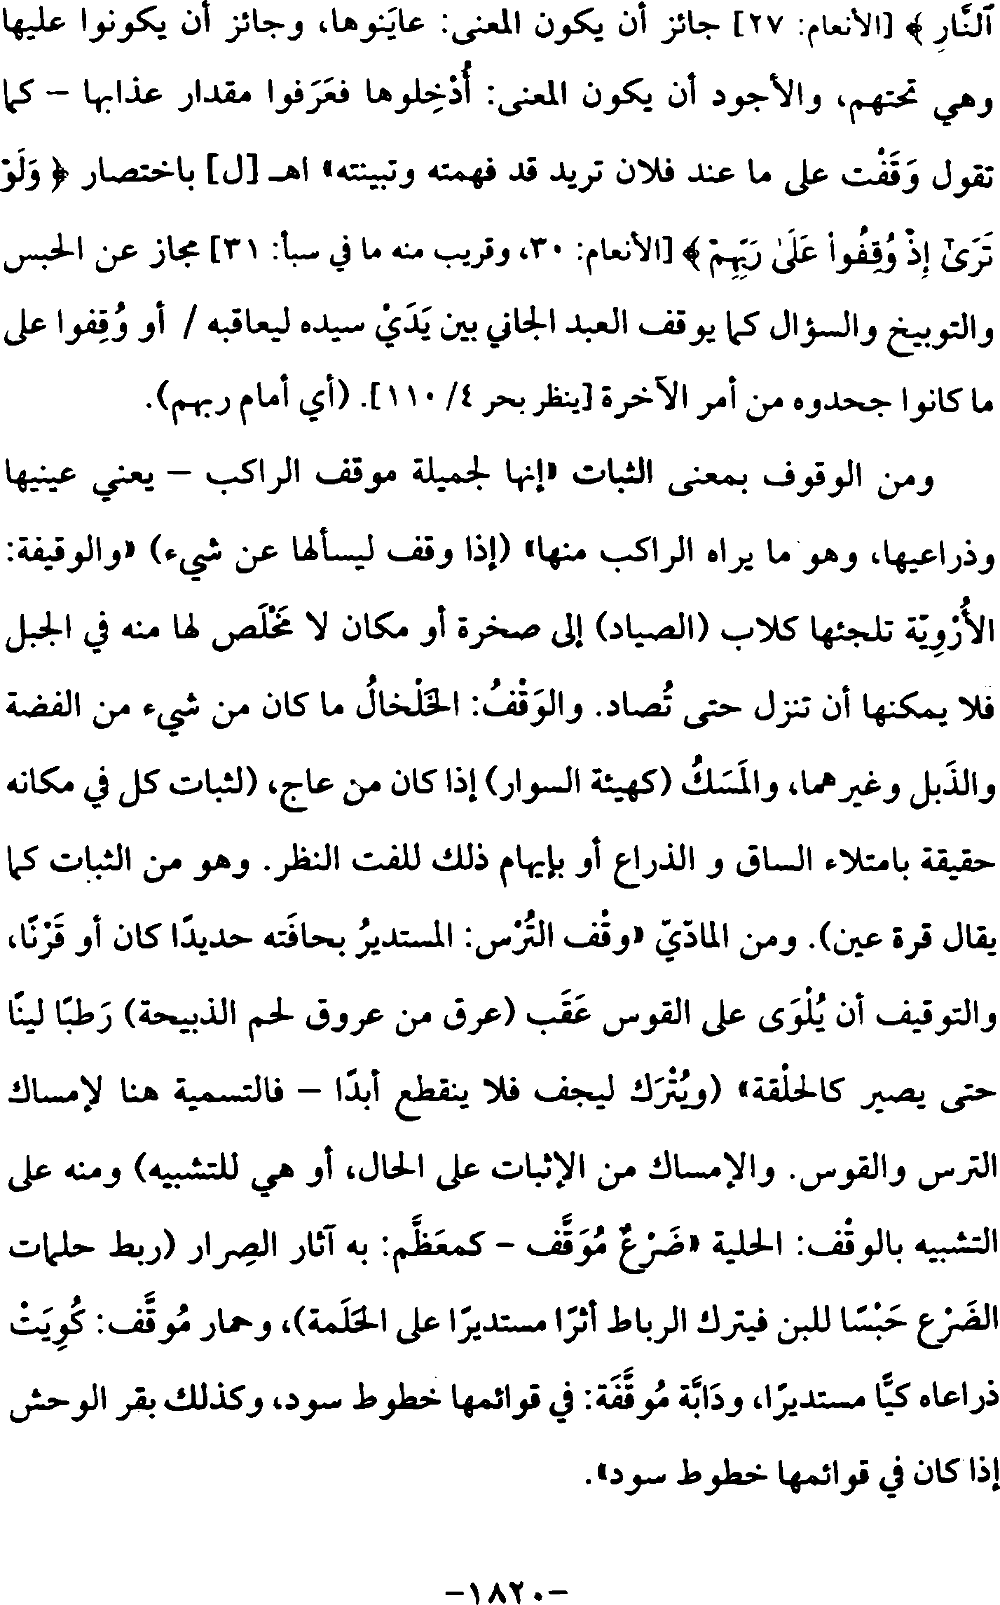 ٱلنَّارِ ﴾ [الأنعام: ٢٧] جائز أن يكون المعنى: عايَنوها، وجائز أن يكونوا عليها
وهي تحتهم، والأجود أن يكون المعنى: أُدْخِلوها فعَرَفوا مقدار عذابها – كما
تقول وَقَفْت على ما عند فلان تريد قد فهمته وتبينته» اهـ [ل] باختصار ﴿ وَلَوْ
تَرَىٰٓ إِذْ وُقِفُوا۟ عَلَىٰ رَبِّهِمْ ﴾ [الأنعام: ٣٠، وقريب منه ما في سبأ: ٣١] مجاز عن الحبس
والتوبيخ والسؤال كما يوقف العبد الجاني بين يَدَيْ سيده ليعاقبه / أو وُقِفوا على
ما كانوا جحدوه من أمر الآخرة [ينظر بحر ٤/ ١١٠]. (أي أمام ربهم).
ومن الوقوف بمعنى الثبات «إنها لجميلة موقف الراكب – يعني عينيها
وذراعيها، وهو ما يراه الراكب منها» (إذا وقف ليسألها عن شيء) «والوقيفة:
الأُرْوِيّة تلجئها كلاب (الصياد) إلى صخرة أو مكان لا مَخْلَص لها منه في الجبل
فلا يمكنها أن تنزل حتى تُصاد. والوَقْفُ: الخَلْخالُ ما كان من شيء من الفضة
والذَبل وغيرهما، والمَسَكُ (كهيئة السوار) إذا كان من عاج، (لثبات كل في مكانه
حقيقة بامتلاء الساق و الذراع أو بإيهام ذلك للفت النظر. وهو من الثبات كما
يقال قرة عين). ومن المادّيّ «وقْف التُّرْس: المستديرُ بحافَته حديدًا كان أو قَرْنًا،
والتوقيف أن يُلْوَى على القوس عَقَب (عرق من عروق لحم الذبيحة) رَطبًا لينًا
حتى يصير كالحلْقة» (ويُتْرَك ليجف فلا ينقطع أبدًا – فالتسمية هنا لإمساك
الترس والقوس. والإمساك من الإثبات على الحال، أو هي للتشبيه) ومنه على
التشبيه بالوقْف: الحلية «ضَرْعٌ مُوَقَّف – كمعَظَّم: به آثار الصِرار (ربط حلمات
الضَرْع حَبْسًا للبن فيترك الرباط أثرًا مستديرًا على الحَلَمة)، وحمار مُوقَّف: كُوِيَتْ
ذراعاه كيًّا مستديرًا، ودَابَّة مُوقَّفَة: في قوائمها خطوط سود، وكذلك بقر الوحش
إذا كان في قوائمها خطوط سود».
–١٨٢٠–